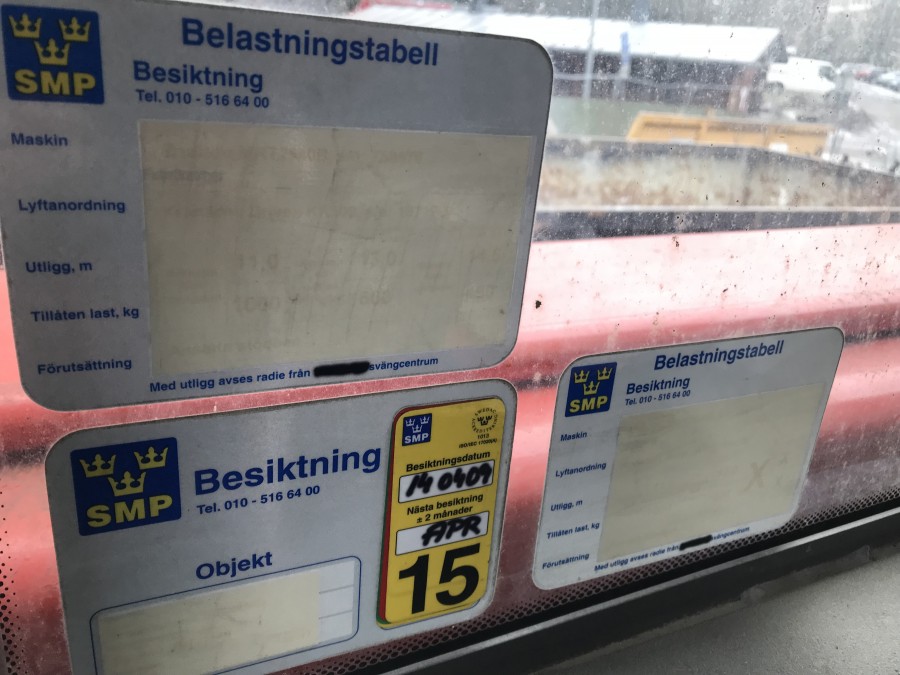 SMP
Belastningstabell
Besiktning
Tel. 010 - 516 64 00
Maskin
Lyftanordning
Utligg, m
Tillåten last, kg
Förutsättning
Med utligg avses radie från svängcentrum
SMP
Besiktning
Tel. 010 - 516 64 00
Objekt
SMP
Besiktningsdatum
14 0409
Nästa besiktning
± 2 månader
APR
15
SMP
Belastningstabell
Besiktning
Tel. 010 - 516 64 00
Maskin
Lyftanordning
Utligg, m
Tillåten last, kg
Förutsättning
Med utligg avses radie från svängcentrum